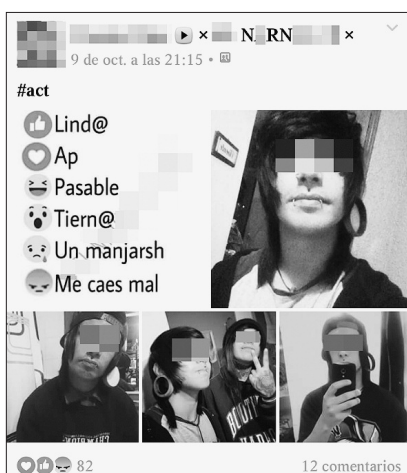 9 de oct. a las 21:15
#act
Lind@
Ap
Pasable
Tiern@
Un manjarsh
Me caes mal
82
12 comentarios